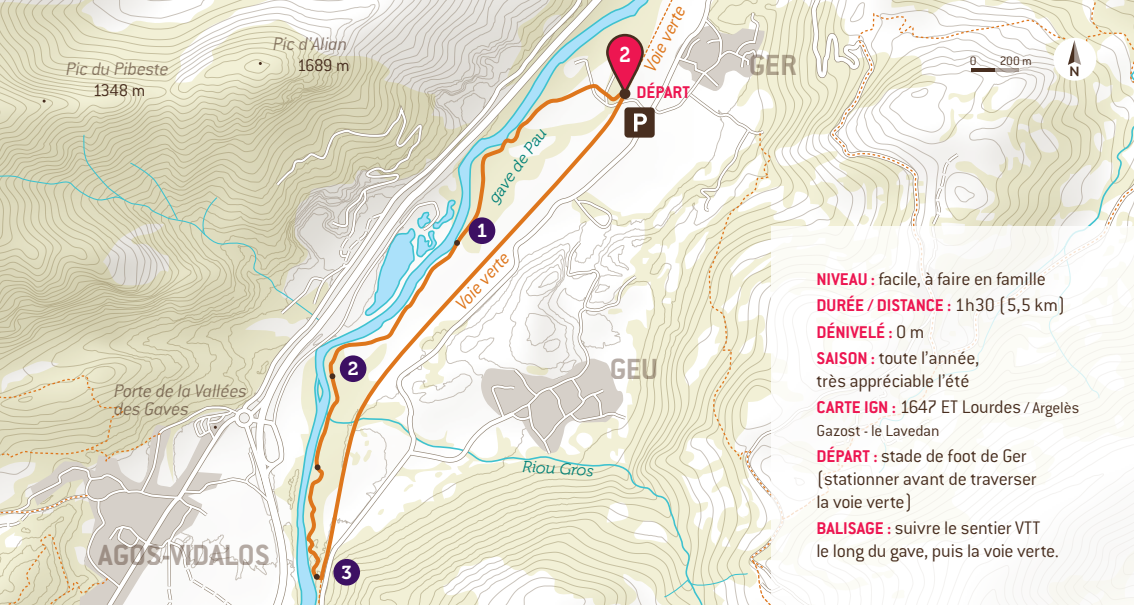 Pic d'Alian
1689 m
Pic du Pibeste
1348 m
Voie verte
GER
0 200 m
N
2
DÉPART
P
gave de Pau
1
Voie verte
2
GEU
Porte de la Vallées
des Gaves
Riou Gros
AGOS-VIDALOS
3
NIVEAU : facile, à faire en famille
DURÉE / DISTANCE : 1h30 (5,5 km)
DÉNIVELÉ : 0 m
SAISON : toute l'année,
très appréciable l'été
CARTE IGN : 1647 ET Lourdes / Argelès
Gazost - le Lavedan
DÉPART : stade de foot de Ger
(stationner avant de traverser
la voie verte)
BALISAGE : suivre le sentier VTT
le long du gave, puis la voie verte.